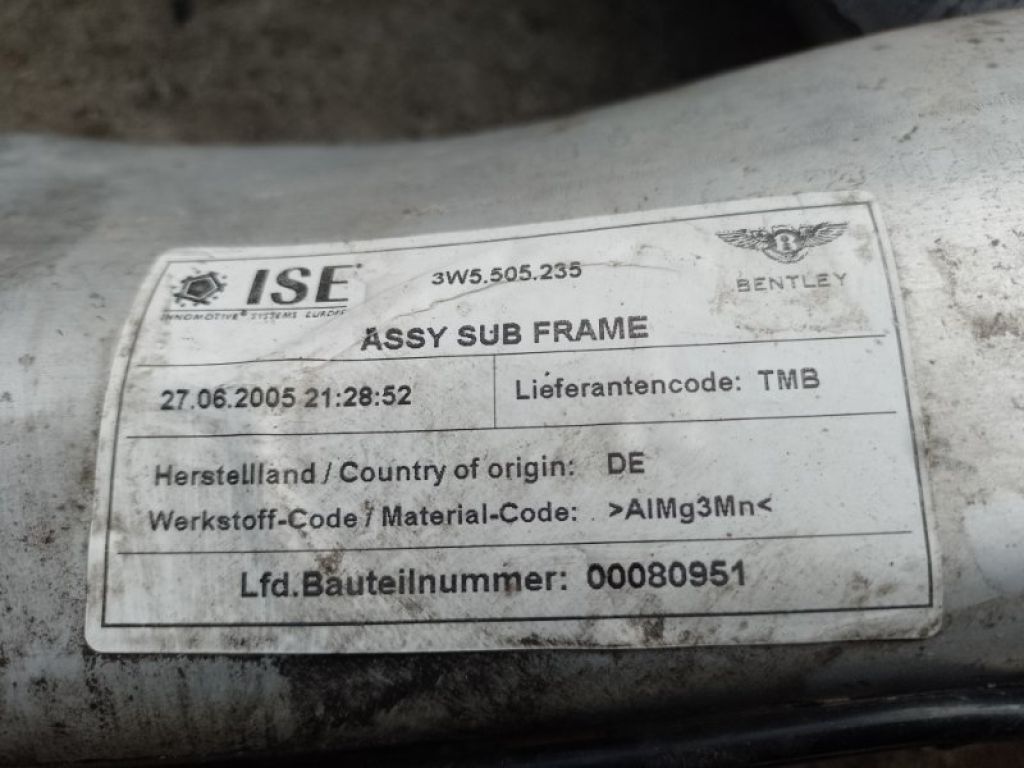 ISE
INNOMOTIVE® SYSTEMS EUROPE
3W5.505.235
B
BENTLEY
ASSY SUB FRAME
27.06.2005 21:28:52
Lieferantencode: TMB
Herstellland / Country of origin: DE
Werkstoff-Code / Material-Code: >AlMg3Mn<
Lfd.Bauteilnummer: 00080951